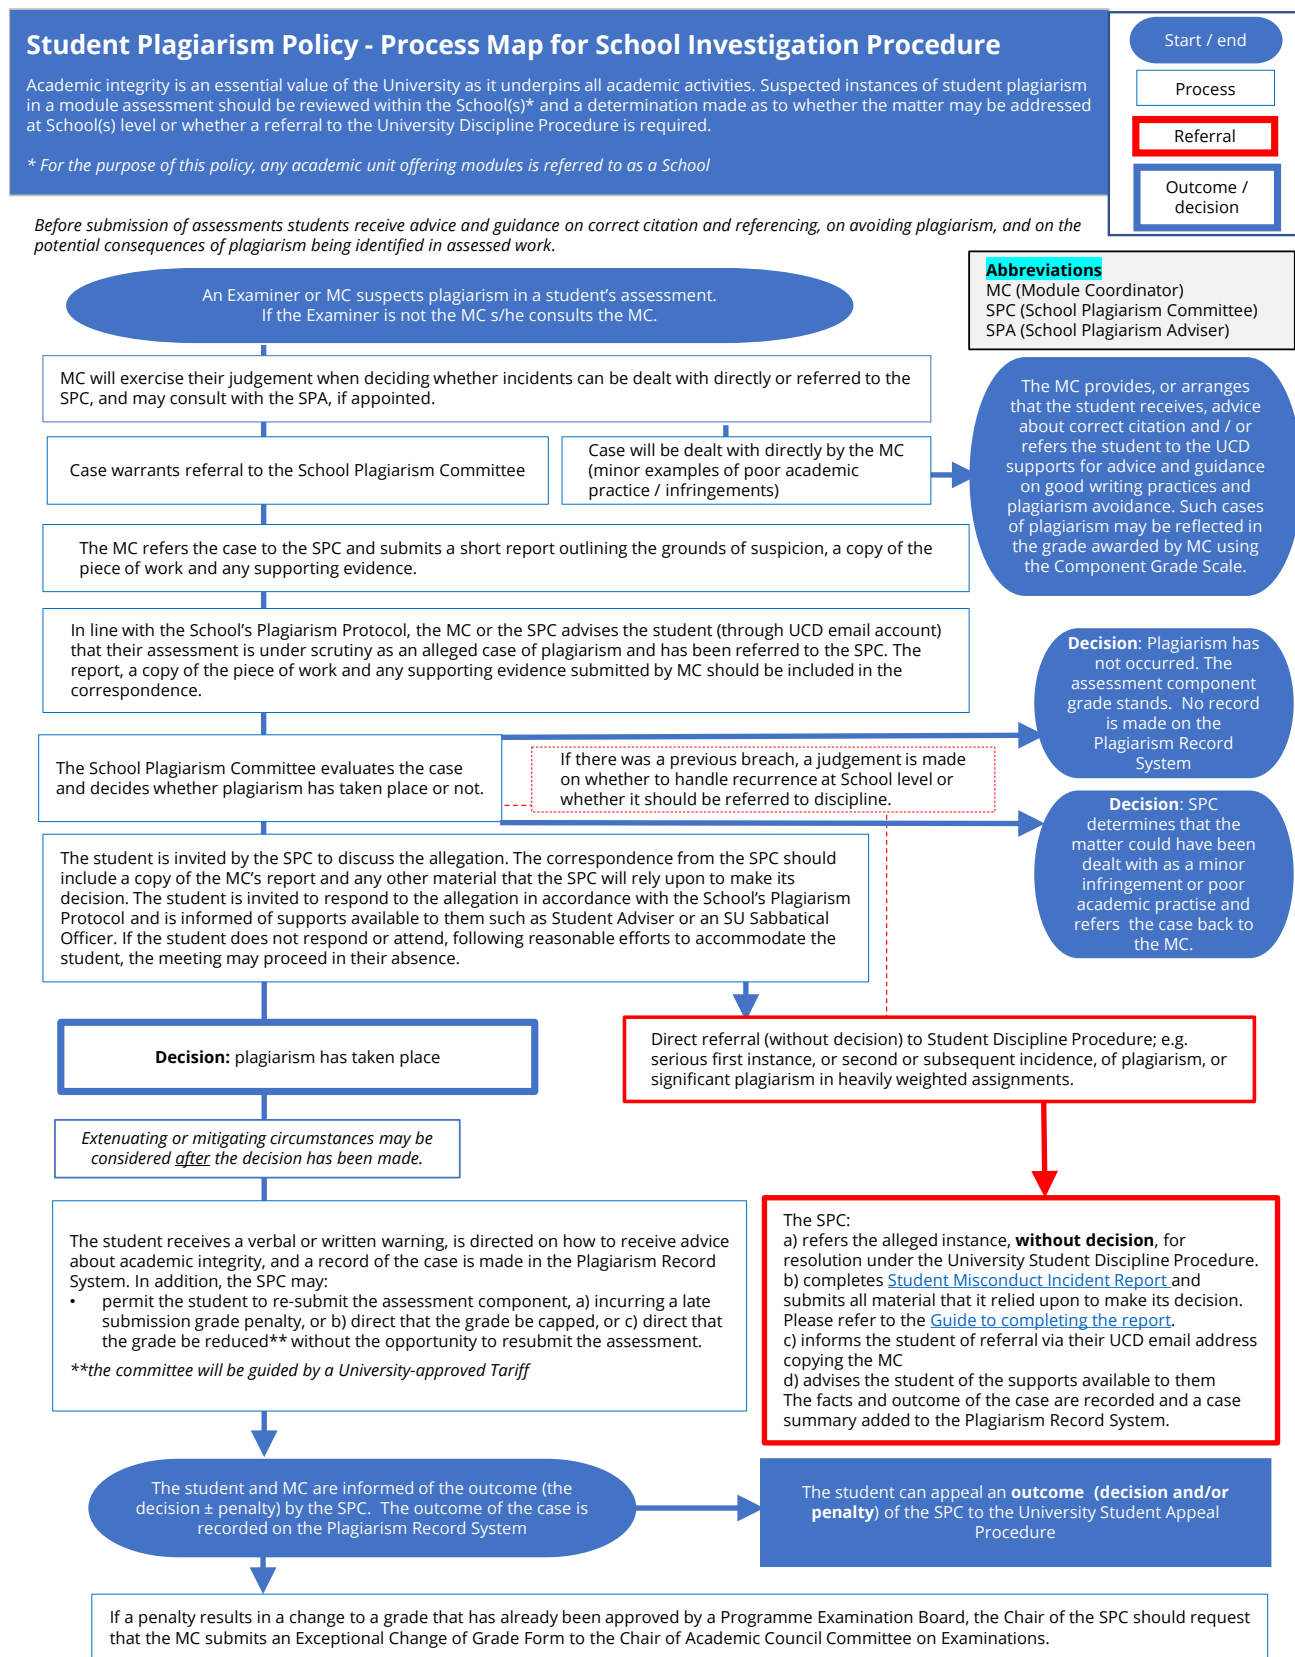 Student Plagiarism Policy - Process Map for School Investigation Procedure
Academic integrity is an essential value of the University as it underpins all academic activities. Suspected instances of student plagiarism
in a module assessment should be reviewed within the School(s)* and a determination made as to whether the matter may be addressed
at School(s) level or whether a referral to the University Discipline Procedure is required.
* For the purpose of this policy, any academic unit offering modules is referred to as a School
Start / end
Process
Referral
Outcome /
decision
Before submission of assessments students receive advice and guidance on correct citation and referencing, on avoiding plagiarism, and on the
potential consequences of plagiarism being identified in assessed work.
Abbreviations
MC (Module Coordinator)
SPC (School Plagiarism Committee)
SPA (School Plagiarism Adviser)
An Examiner or MC suspects plagiarism in a student's assessment.
If the Examiner is not the MC s/he consults the MC.
MC will exercise their judgement when deciding whether incidents can be dealt with directly or referred to the
SPC, and may consult with the SPA, if appointed.
Case warrants referral to the School Plagiarism Committee
Case will be dealt with directly by the MC
(minor examples of poor academic
practice / infringements)
The MC provides, or arranges
that the student receives, advice
about correct citation and / or
refers the student to the UCD
supports for advice and guidance
on good writing practices and
plagiarism avoidance. Such cases
of plagiarism may be reflected in
the grade awarded by MC using
the Component Grade Scale.
The MC refers the case to the SPC and submits a short report outlining the grounds of suspicion, a copy of the
piece of work and any supporting evidence.
In line with the School's Plagiarism Protocol, the MC or the SPC advises the student (through UCD email account)
that their assessment is under scrutiny as an alleged case of plagiarism and has been referred to the SPC. The
report, a copy of the piece of work and any supporting evidence submitted by MC should be included in the
correspondence.
Decision: Plagiarism has
not occurred. The
assessment component
grade stands. No record
is made on the
Plagiarism Record
System
The School Plagiarism Committee evaluates the case
and decides whether plagiarism has taken place or not.
If there was a previous breach, a judgement is made
on whether to handle recurrence at School level or
whether it should be referred to discipline.
Decision: SPC
determines that the
matter could have been
dealt with as a minor
infringement or poor
academic practise and
refers the case back to
the MC.
The student is invited by the SPC to discuss the allegation. The correspondence from the SPC should
include a copy of the MC's report and any other material that the SPC will rely upon to make its
decision. The student is invited to respond to the allegation in accordance with the School's Plagiarism
Protocol and is informed of supports available to them such as Student Adviser or an SU Sabbatical
Officer. If the student does not respond or attend, following reasonable efforts to accommodate the
student, the meeting may proceed in their absence.
Decision: plagiarism has taken place
Direct referral (without decision) to Student Discipline Procedure; e.g.
serious first instance, or second or subsequent incidence, of plagiarism, or
significant plagiarism in heavily weighted assignments.
Extenuating or mitigating circumstances may be
considered after the decision has been made.
The student receives a verbal or written warning, is directed on how to receive advice
about academic integrity, and a record of the case is made in the Plagiarism Record
System. In addition, the SPC may:
• permit the student to re-submit the assessment component, a) incurring a late
submission grade penalty, or b) direct that the grade be capped, or c) direct that
the grade be reduced** without the opportunity to resubmit the assessment.
**the committee will be guided by a University-approved Tariff
The SPC:
a) refers the alleged instance, without decision, for
resolution under the University Student Discipline Procedure.
b) completes Student Misconduct Incident Report and
submits all material that it relied upon to make its decision.
Please refer to the Guide to completing the report.
c) informs the student of referral via their UCD email address
copying the MC
d) advises the student of the supports available to them
The facts and outcome of the case are recorded and a case
summary added to the Plagiarism Record System.
The student and MC are informed of the outcome (the
decision ± penalty) by the SPC. The outcome of the case is
recorded on the Plagiarism Record System
The student can appeal an outcome (decision and/or
penalty) of the SPC to the University Student Appeal
Procedure
If a penalty results in a change to a grade that has already been approved by a Programme Examination Board, the Chair of the SPC should request
that the MC submits an Exceptional Change of Grade Form to the Chair of Academic Council Committee on Examinations.